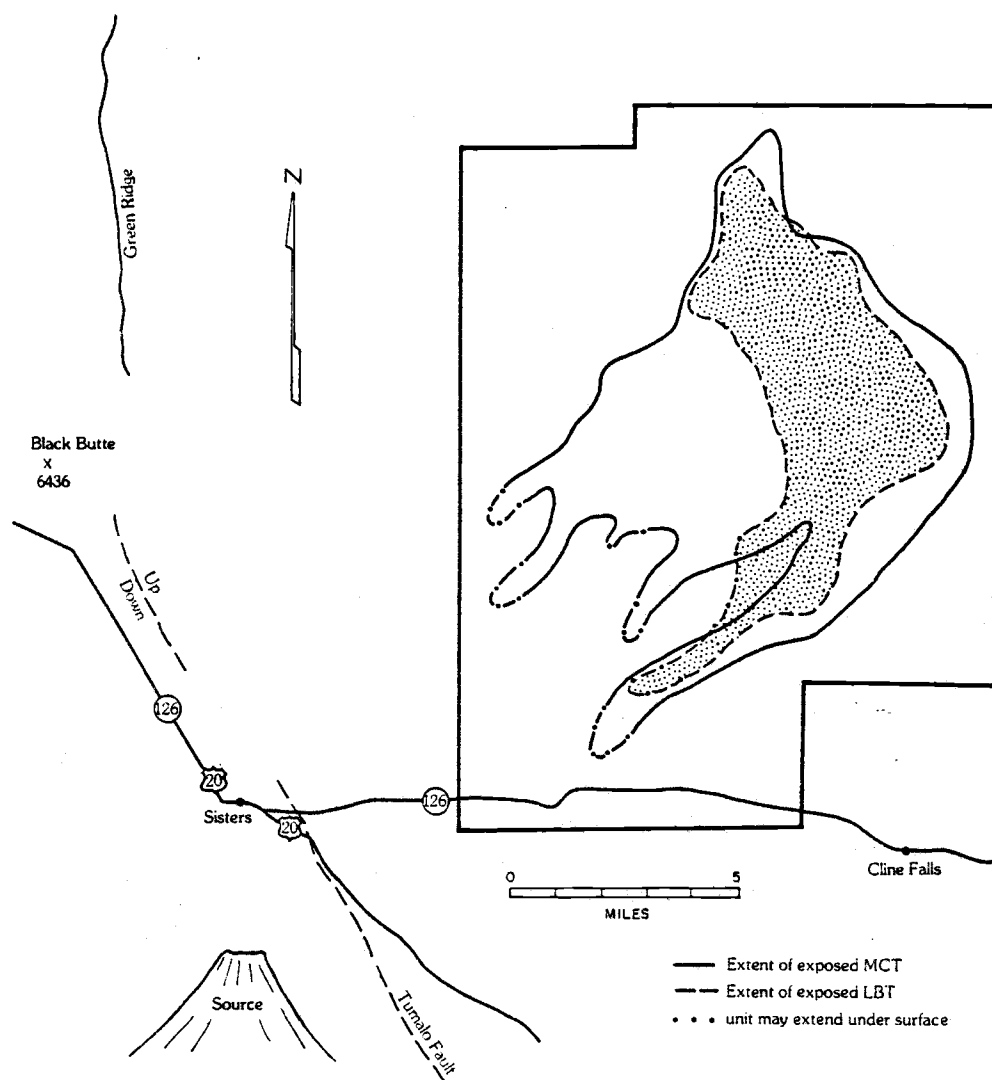 Green Ridge
N
Black Butte
x
6436
Up
Down
126
20
Sisters
20
126
Cline Falls
0 5
MILES
Source
Tumalo Fault
Extent of exposed MCT
Extent of exposed LBT
unit may extend under surface